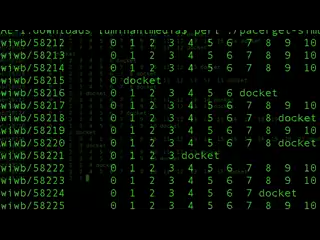 wiwb/58212 0 1 2 3 4 5 6 7 8 9 10
wiwb/58213 0 1 2 3 4 5 6 7 8 9 10
wiwb/58214 0 1 2 3 4 5 6 7 8 9 10
wiwb/58215 0 docket
wiwb/58216 0 1 2 3 4 5 6 docket
wiwb/58217 0 1 2 3 4 5 6 7 8 9 10
wiwb/58218 0 1 2 3 4 5 6 7 8 docket
wiwb/58219 0 1 2 3 4 5 6 7 8 9 10
wiwb/58220 0 1 2 3 4 5 6 7 8 docket
wiwb/58221 0 1 2 3 docket
wiwb/58222 0 1 2 3 4 5 6 7 8 9 10
wiwb/58223 0 1 2 3 4 5 6 7 8 9 10
wiwb/58224 0 1 2 3 4 5 6 7 docket
wiwb/58225 0 1 2 3 4 5 6 7 8 9 10